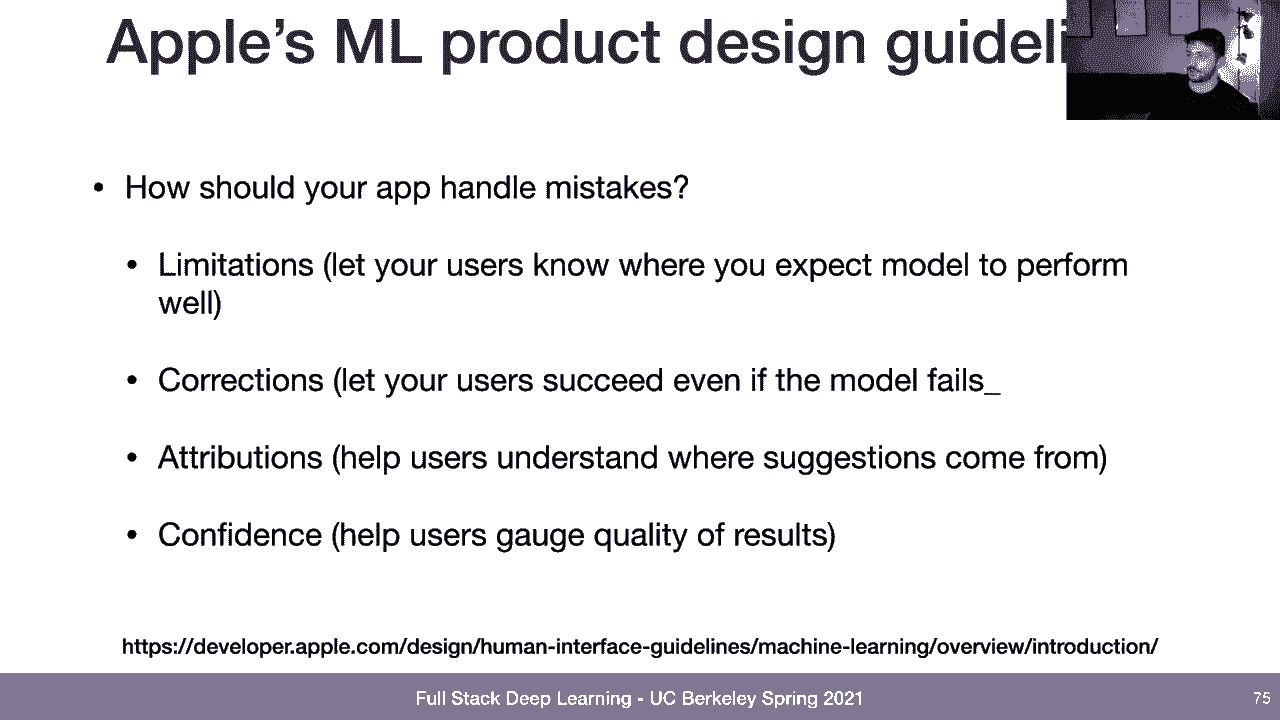 Apple's ML product design guideli
• How should your app handle mistakes?
• Limitations (let your users know where you expect model to perform
well)
• Corrections (let your users succeed even if the model fails_
• Attributions (help users understand where suggestions come from)
• Confidence (help users gauge quality of results)
https://developer.apple.com/design/human-interface-guidelines/machine-learning/overview/introduction/
Full Stack Deep Learning - UC Berkeley Spring 2021
75